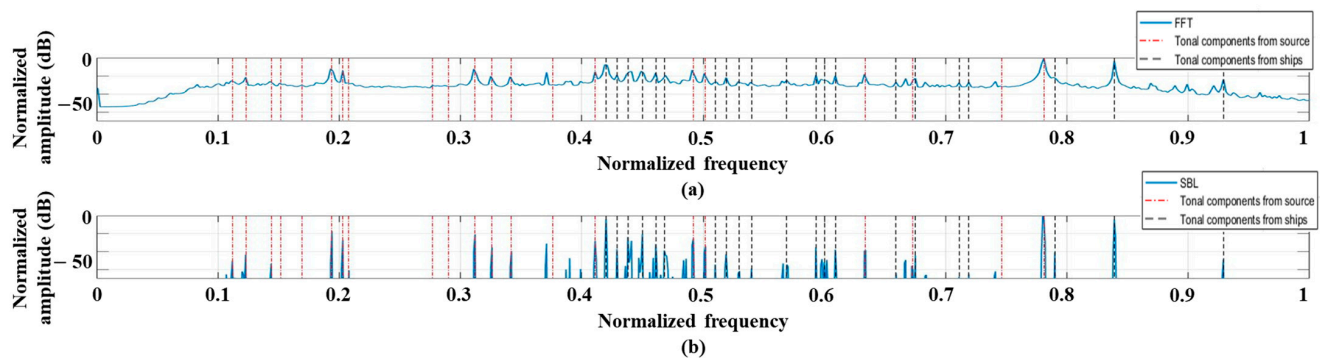 FFT
Tonal components from source
Tonal components from ships
Normalized
amplitude (dB)
0
−50
0 0.1 0.2 0.3 0.4 0.5 0.6 0.7 0.8 0.9 1
Normalized frequency
(a)
SBL
Tonal components from source
Tonal components from ships
Normalized
amplitude (dB)
0
−50
0 0.1 0.2 0.3 0.4 0.5 0.6 0.7 0.8 0.9 1
Normalized frequency
(b)